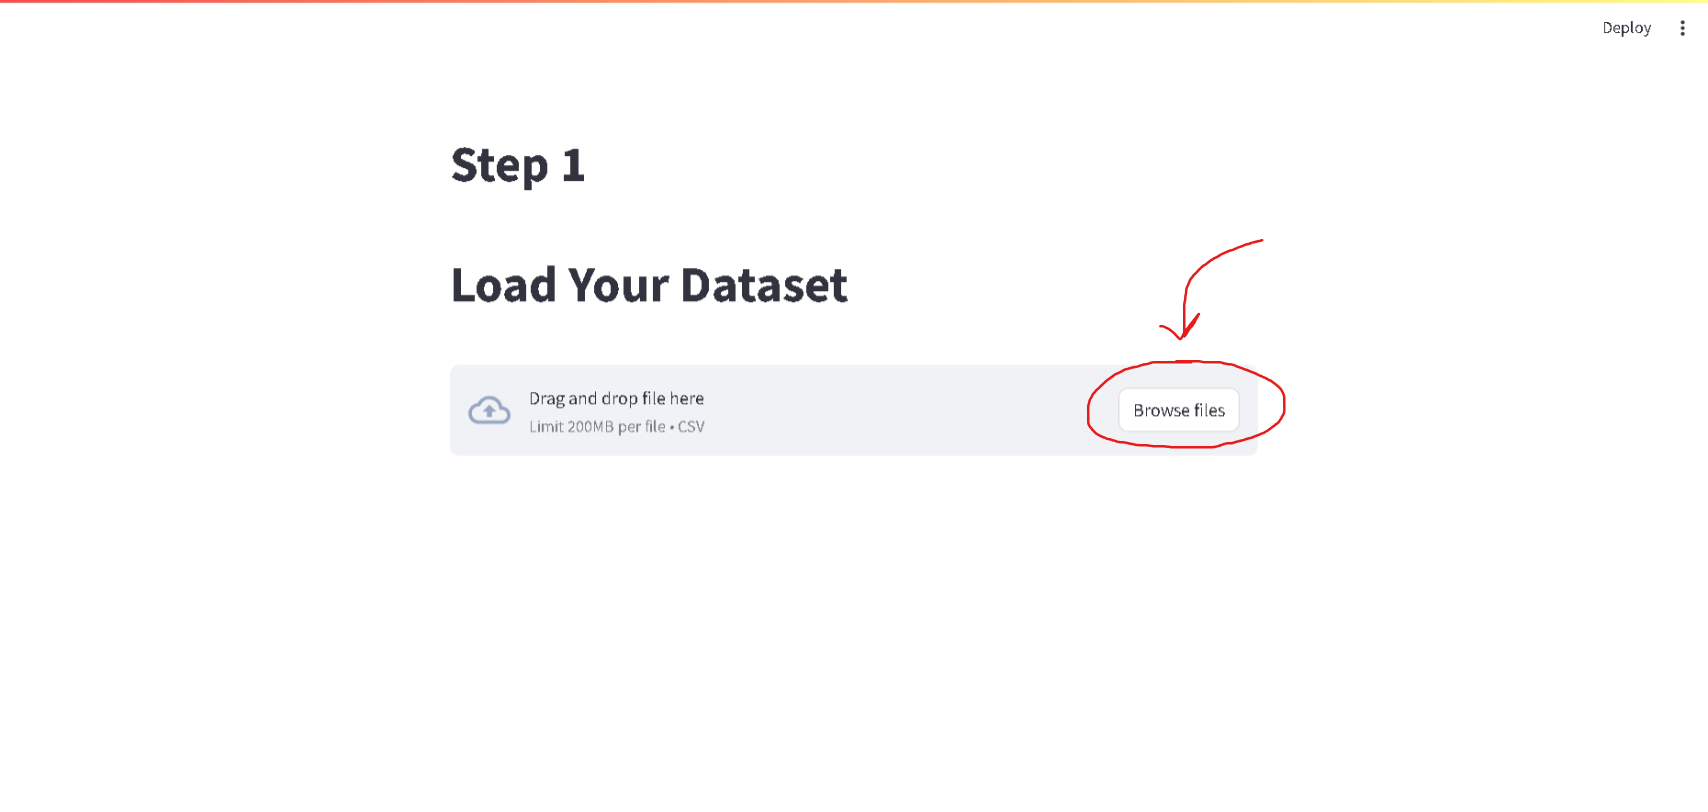 Deploy
Step 1
Load Your Dataset
Drag and drop file here
Limit 200MB per file • CSV
Browse files